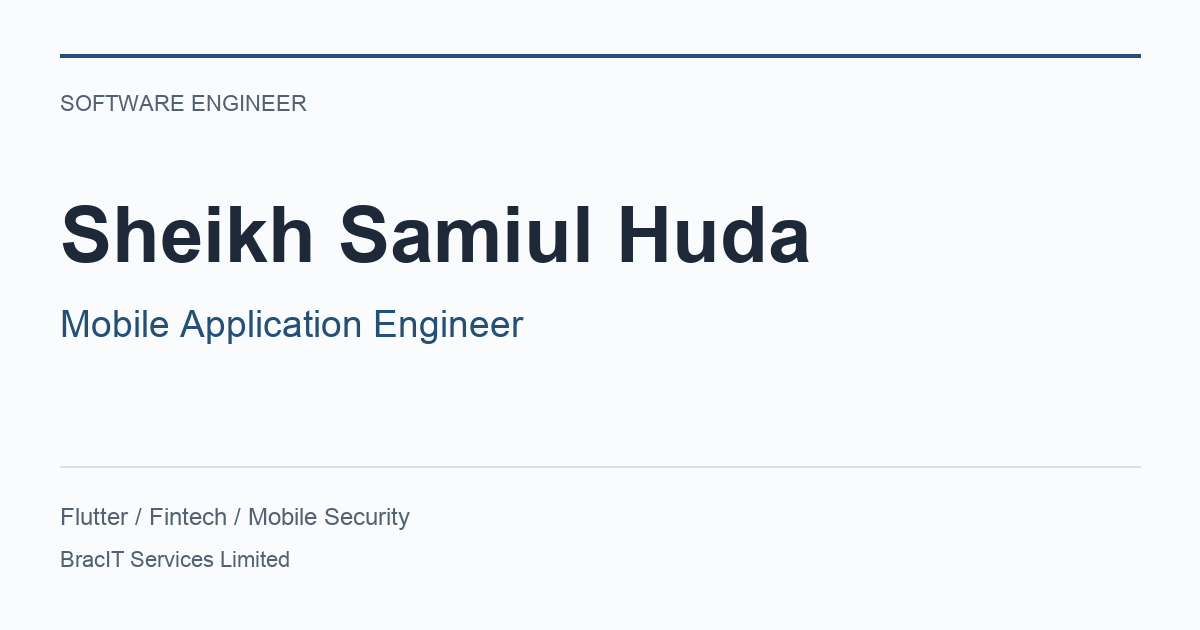 SOFTWARE ENGINEER
Sheikh Samiul Huda
Mobile Application Engineer
Flutter / Fintech / Mobile Security
BracIT Services Limited